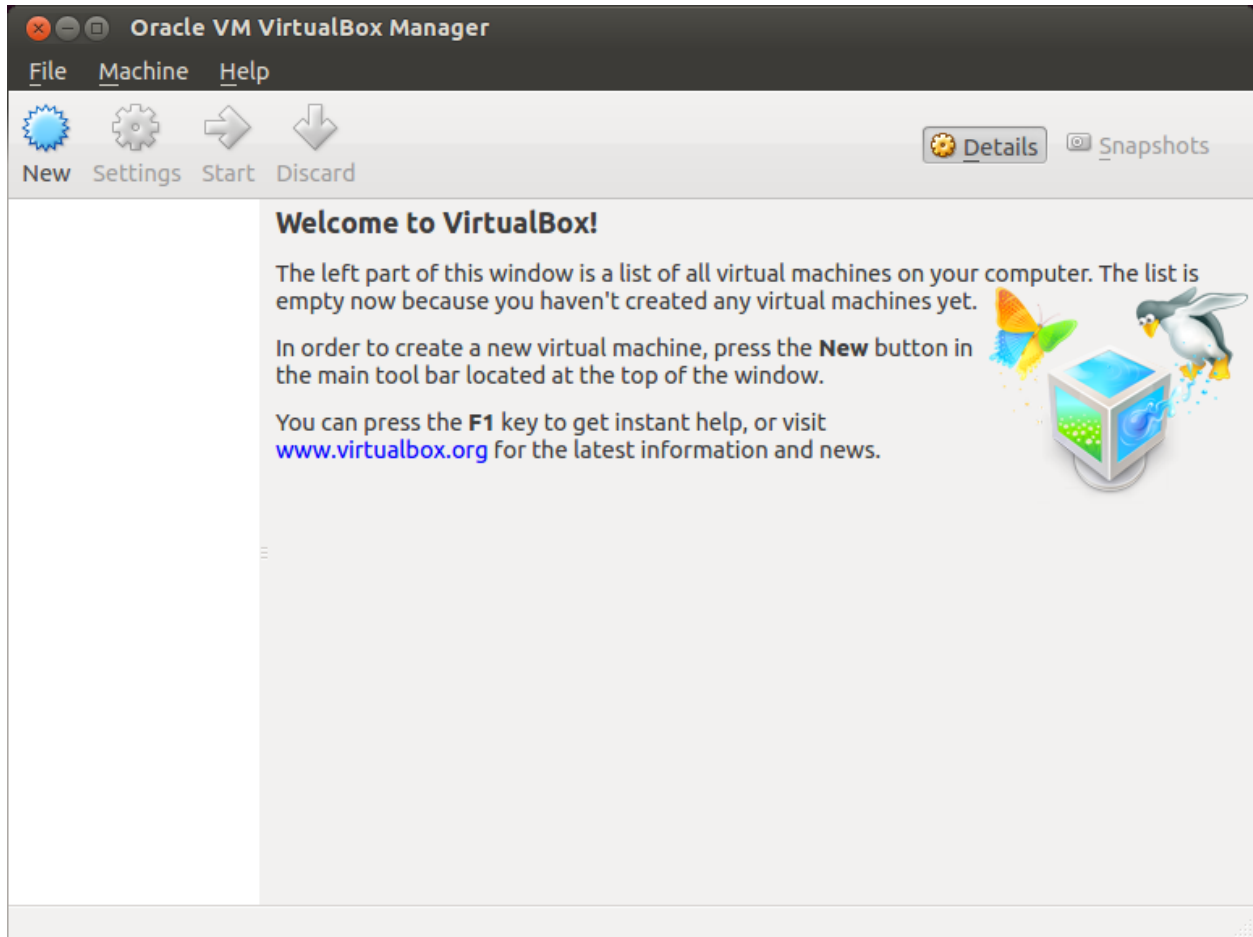 Oracle VM VirtualBox Manager
File Machine Help
New Settings Start Discard
Details Snapshots
Welcome to VirtualBox!
The left part of this window is a list of all virtual machines on your computer. The list is
empty now because you haven't created any virtual machines yet.
In order to create a new virtual machine, press the New button in
the main tool bar located at the top of the window.
You can press the F1 key to get instant help, or visit
www.virtualbox.org for the latest information and news.